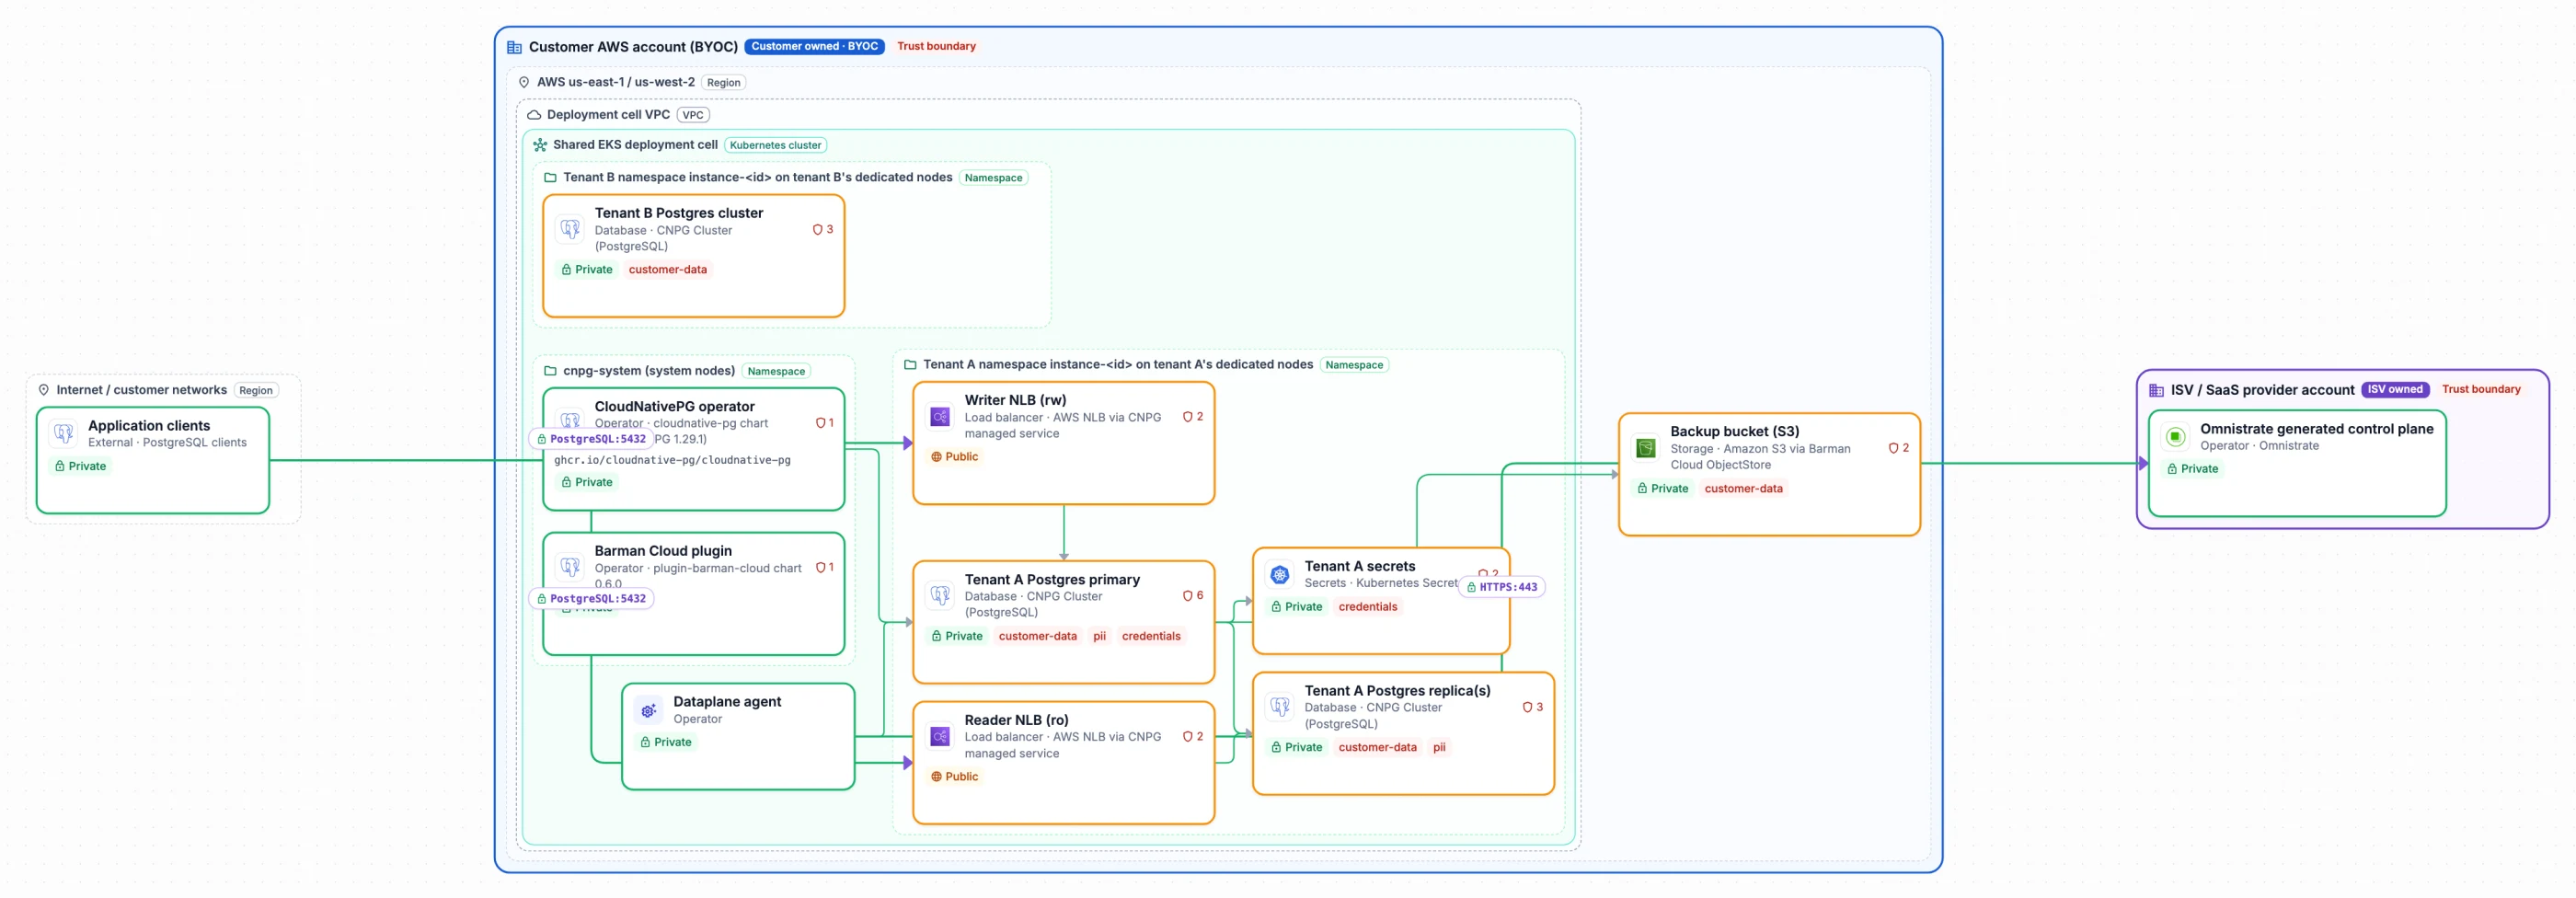 Customer AWS account (BYOC) Customer owned · BYOC Trust boundary
AWS us-east-1 / us-west-2 Region
Deployment cell VPC VPC
Shared EKS deployment cell Kubernetes cluster
Tenant B namespace instance-<id> on tenant B's dedicated nodes Namespace
Tenant B Postgres cluster
Database · CNPG Cluster
(PostgreSQL)
3
Private customer-data
Internet / customer networks Region
Application clients
External · PostgreSQL clients
Private
cnpg-system (system nodes) Namespace
CloudNativePG operator
Operator · cloudnative-pg chart
PG 1.29.1)
1
PostgreSQL:5432
ghcr.io/cloudnative-pg/cloudnative-pg
Private
Barman Cloud plugin
Operator · plugin-barman-cloud chart
0.6.0
1
PostgreSQL:5432
Dataplane agent
Operator
Private
Tenant A namespace instance-<id> on tenant A's dedicated nodes Namespace
Writer NLB (rw)
Load balancer · AWS NLB via CNPG
managed service
2
Public
Tenant A Postgres primary
Database · CNPG Cluster
(PostgreSQL)
6
Private customer-data pii credentials
Reader NLB (ro)
Load balancer · AWS NLB via CNPG
managed service
2
Public
Tenant A secrets
Secrets · Kubernetes Secret
HTTPS:443
Private credentials
Tenant A Postgres replica(s)
Database · CNPG Cluster
(PostgreSQL)
3
Private customer-data pii
Backup bucket (S3)
Storage · Amazon S3 via Barman
Cloud ObjectStore
2
Private customer-data
ISV / SaaS provider account ISV owned Trust boundary
Omnistrate generated control plane
Operator · Omnistrate
Private